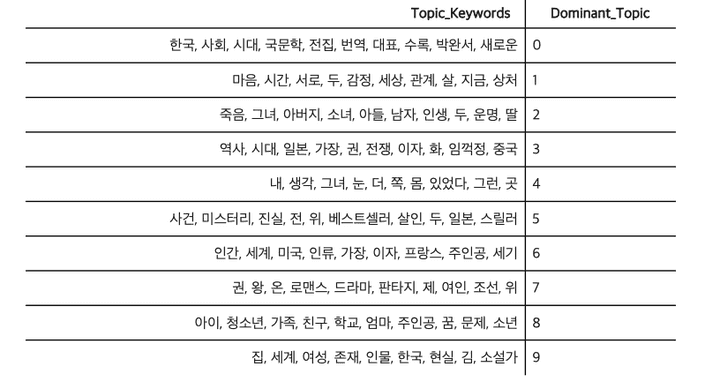 Topic_Keywords Dominant_Topic
한국, 사회, 시대, 국문학, 전집, 번역, 대표, 수록, 박완서, 새로운 0
마음, 시간, 서로, 두, 감정, 세상, 관계, 살, 지금, 상처 1
죽음, 그녀, 아버지, 소녀, 아들, 남자, 인생, 두, 운명, 딸 2
역사, 시대, 일본, 가장, 권, 전쟁, 이자, 화, 임꺽정, 중국 3
내, 생각, 그녀, 눈, 더, 쪽, 몸, 있었다, 그런, 곳 4
사건, 미스터리, 진실, 전, 위, 베스트셀러, 살인, 두, 일본, 스릴러 5
인간, 세계, 미국, 인류, 가장, 이자, 프랑스, 주인공, 세기 6
권, 왕, 온, 로맨스, 드라마, 판타지, 제, 여인, 조선, 위 7
아이, 청소년, 가족, 친구, 학교, 엄마, 주인공, 꿈, 문제, 소년 8
집, 세계, 여성, 존재, 인물, 한국, 현실, 김, 소설가 9